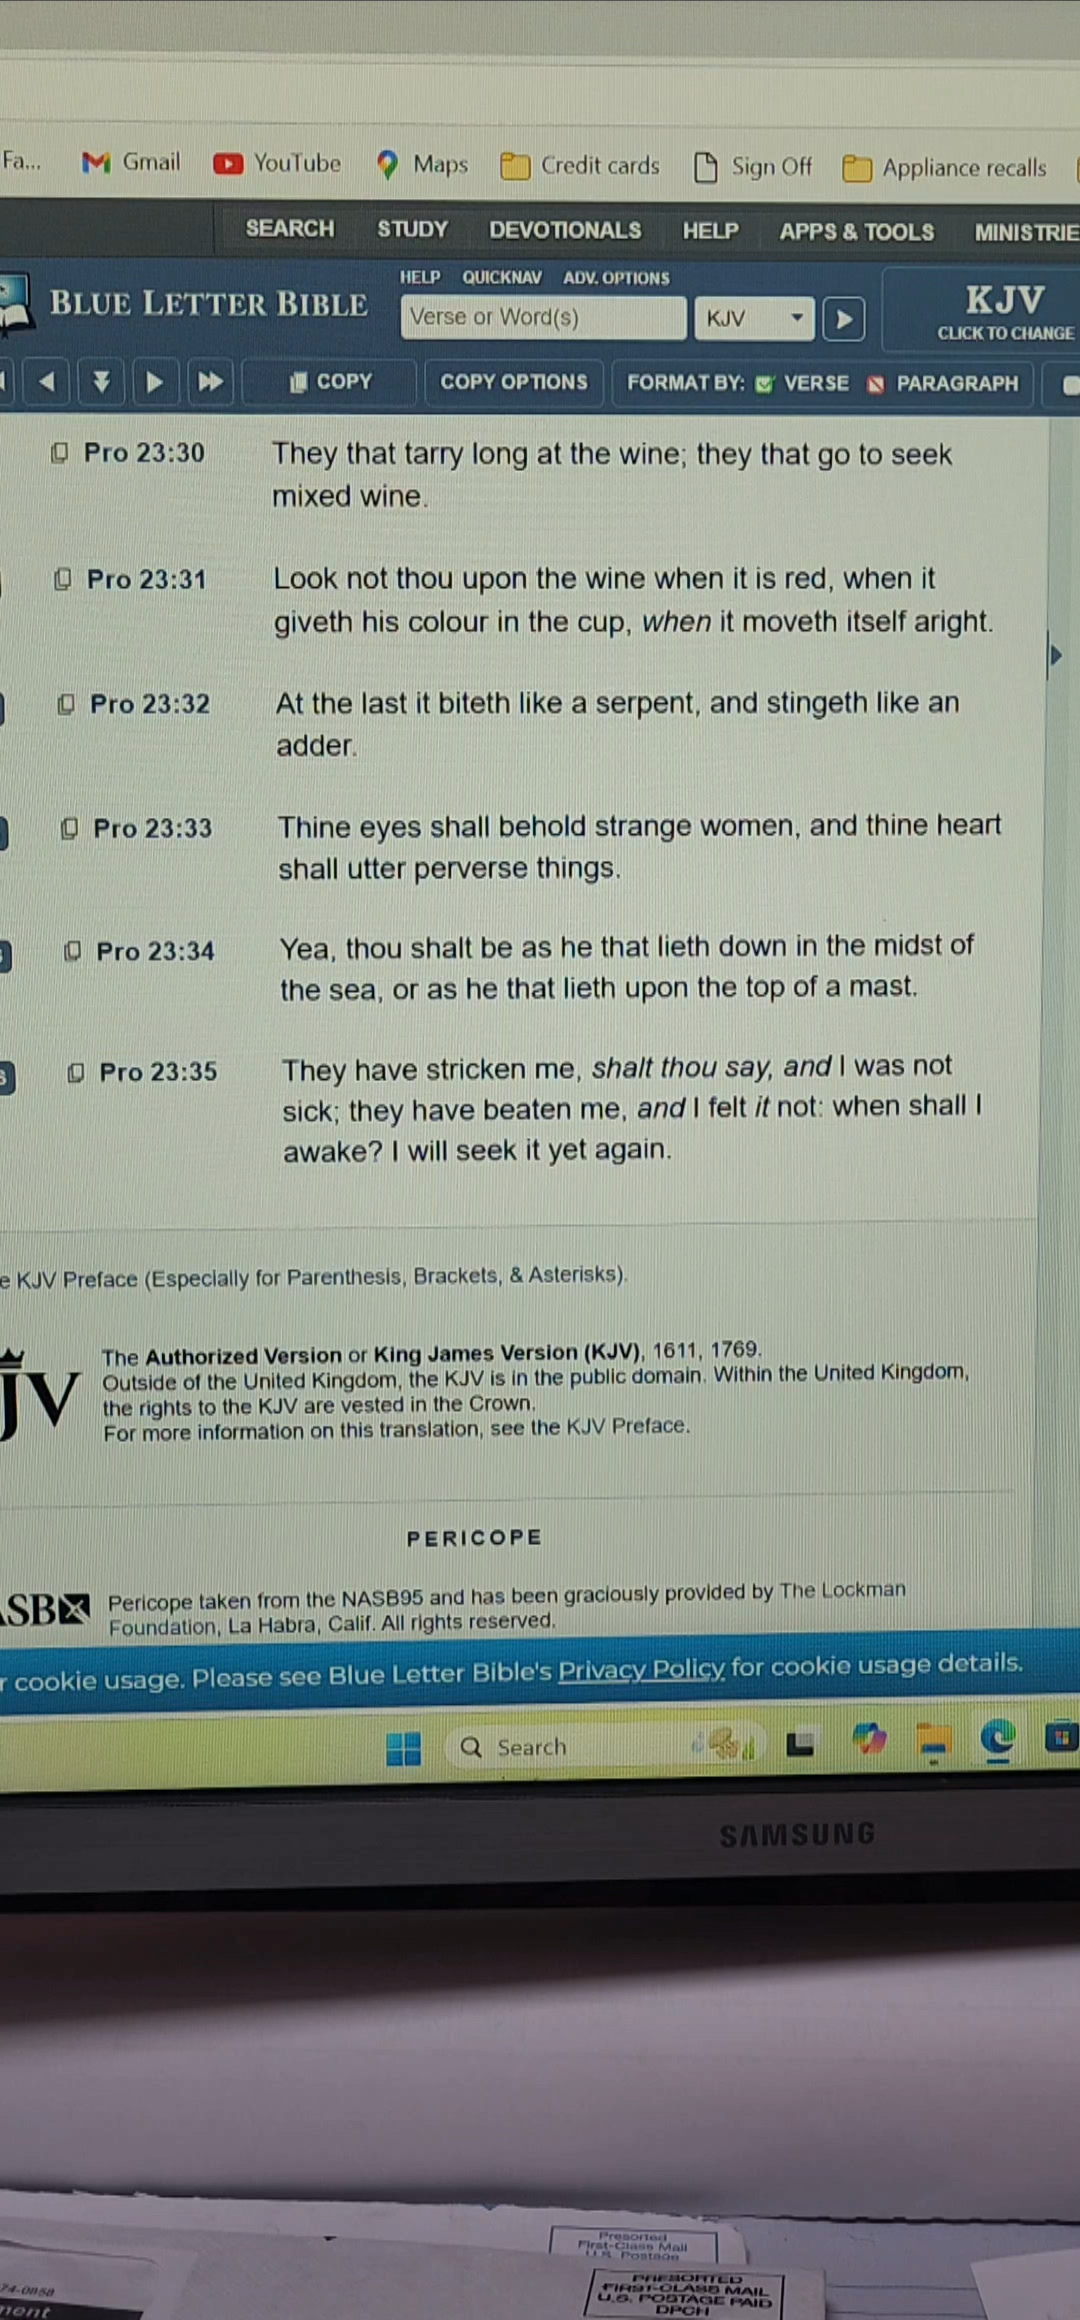 Fa...
Gmail
YouTube
Maps
Credit cards
Sign Off
Appliance recalls
SEARCH STUDY DEVOTIONALS HELP APPS & TOOLS MINISTRIE
HELP QUICKNAV ADV. OPTIONS
BLUE LETTER BIBLE
Verse or Word(s)
KJV
KJV
CLICK TO CHANGE
COPY
COPY OPTIONS
FORMAT BY: VERSE PARAGRAPH
Pro 23:30 They that tarry long at the wine; they that go to seek
mixed wine.
Pro 23:31 Look not thou upon the wine when it is red, when it
giveth his colour in the cup, when it moveth itself aright.
Pro 23:32 At the last it biteth like a serpent, and stingeth like an
adder.
Pro 23:33 Thine eyes shall behold strange women, and thine heart
shall utter perverse things.
Pro 23:34 Yea, thou shalt be as he that lieth down in the midst of
the sea, or as he that lieth upon the top of a mast.
Pro 23:35 They have stricken me, shalt thou say, and I was not
sick; they have beaten me, and I felt it not: when shall I
awake? I will seek it yet again.
e KJV Preface (Especially for Parenthesis, Brackets, & Asterisks).
JV
The Authorized Version or King James Version (KJV), 1611, 1769.
Outside of the United Kingdom, the KJV is in the public domain. Within the United Kingdom,
the rights to the KJV are vested in the Crown.
For more information on this translation, see the KJV Preface.
PERICOPE
ASB
Pericope taken from the NASB95 and has been graciously provided by The Lockman
Foundation, La Habra, Calif. All rights reserved.
r cookie usage. Please see Blue Letter Bible's Privacy Policy for cookie usage details.
Search
SAMSUNG
Presorted
First-Class Mail
U.S. Postage
PRESORTED
FIRST-CLASS MAIL
U.S. POSTAGE PAID
DPCH
74-0858
ment